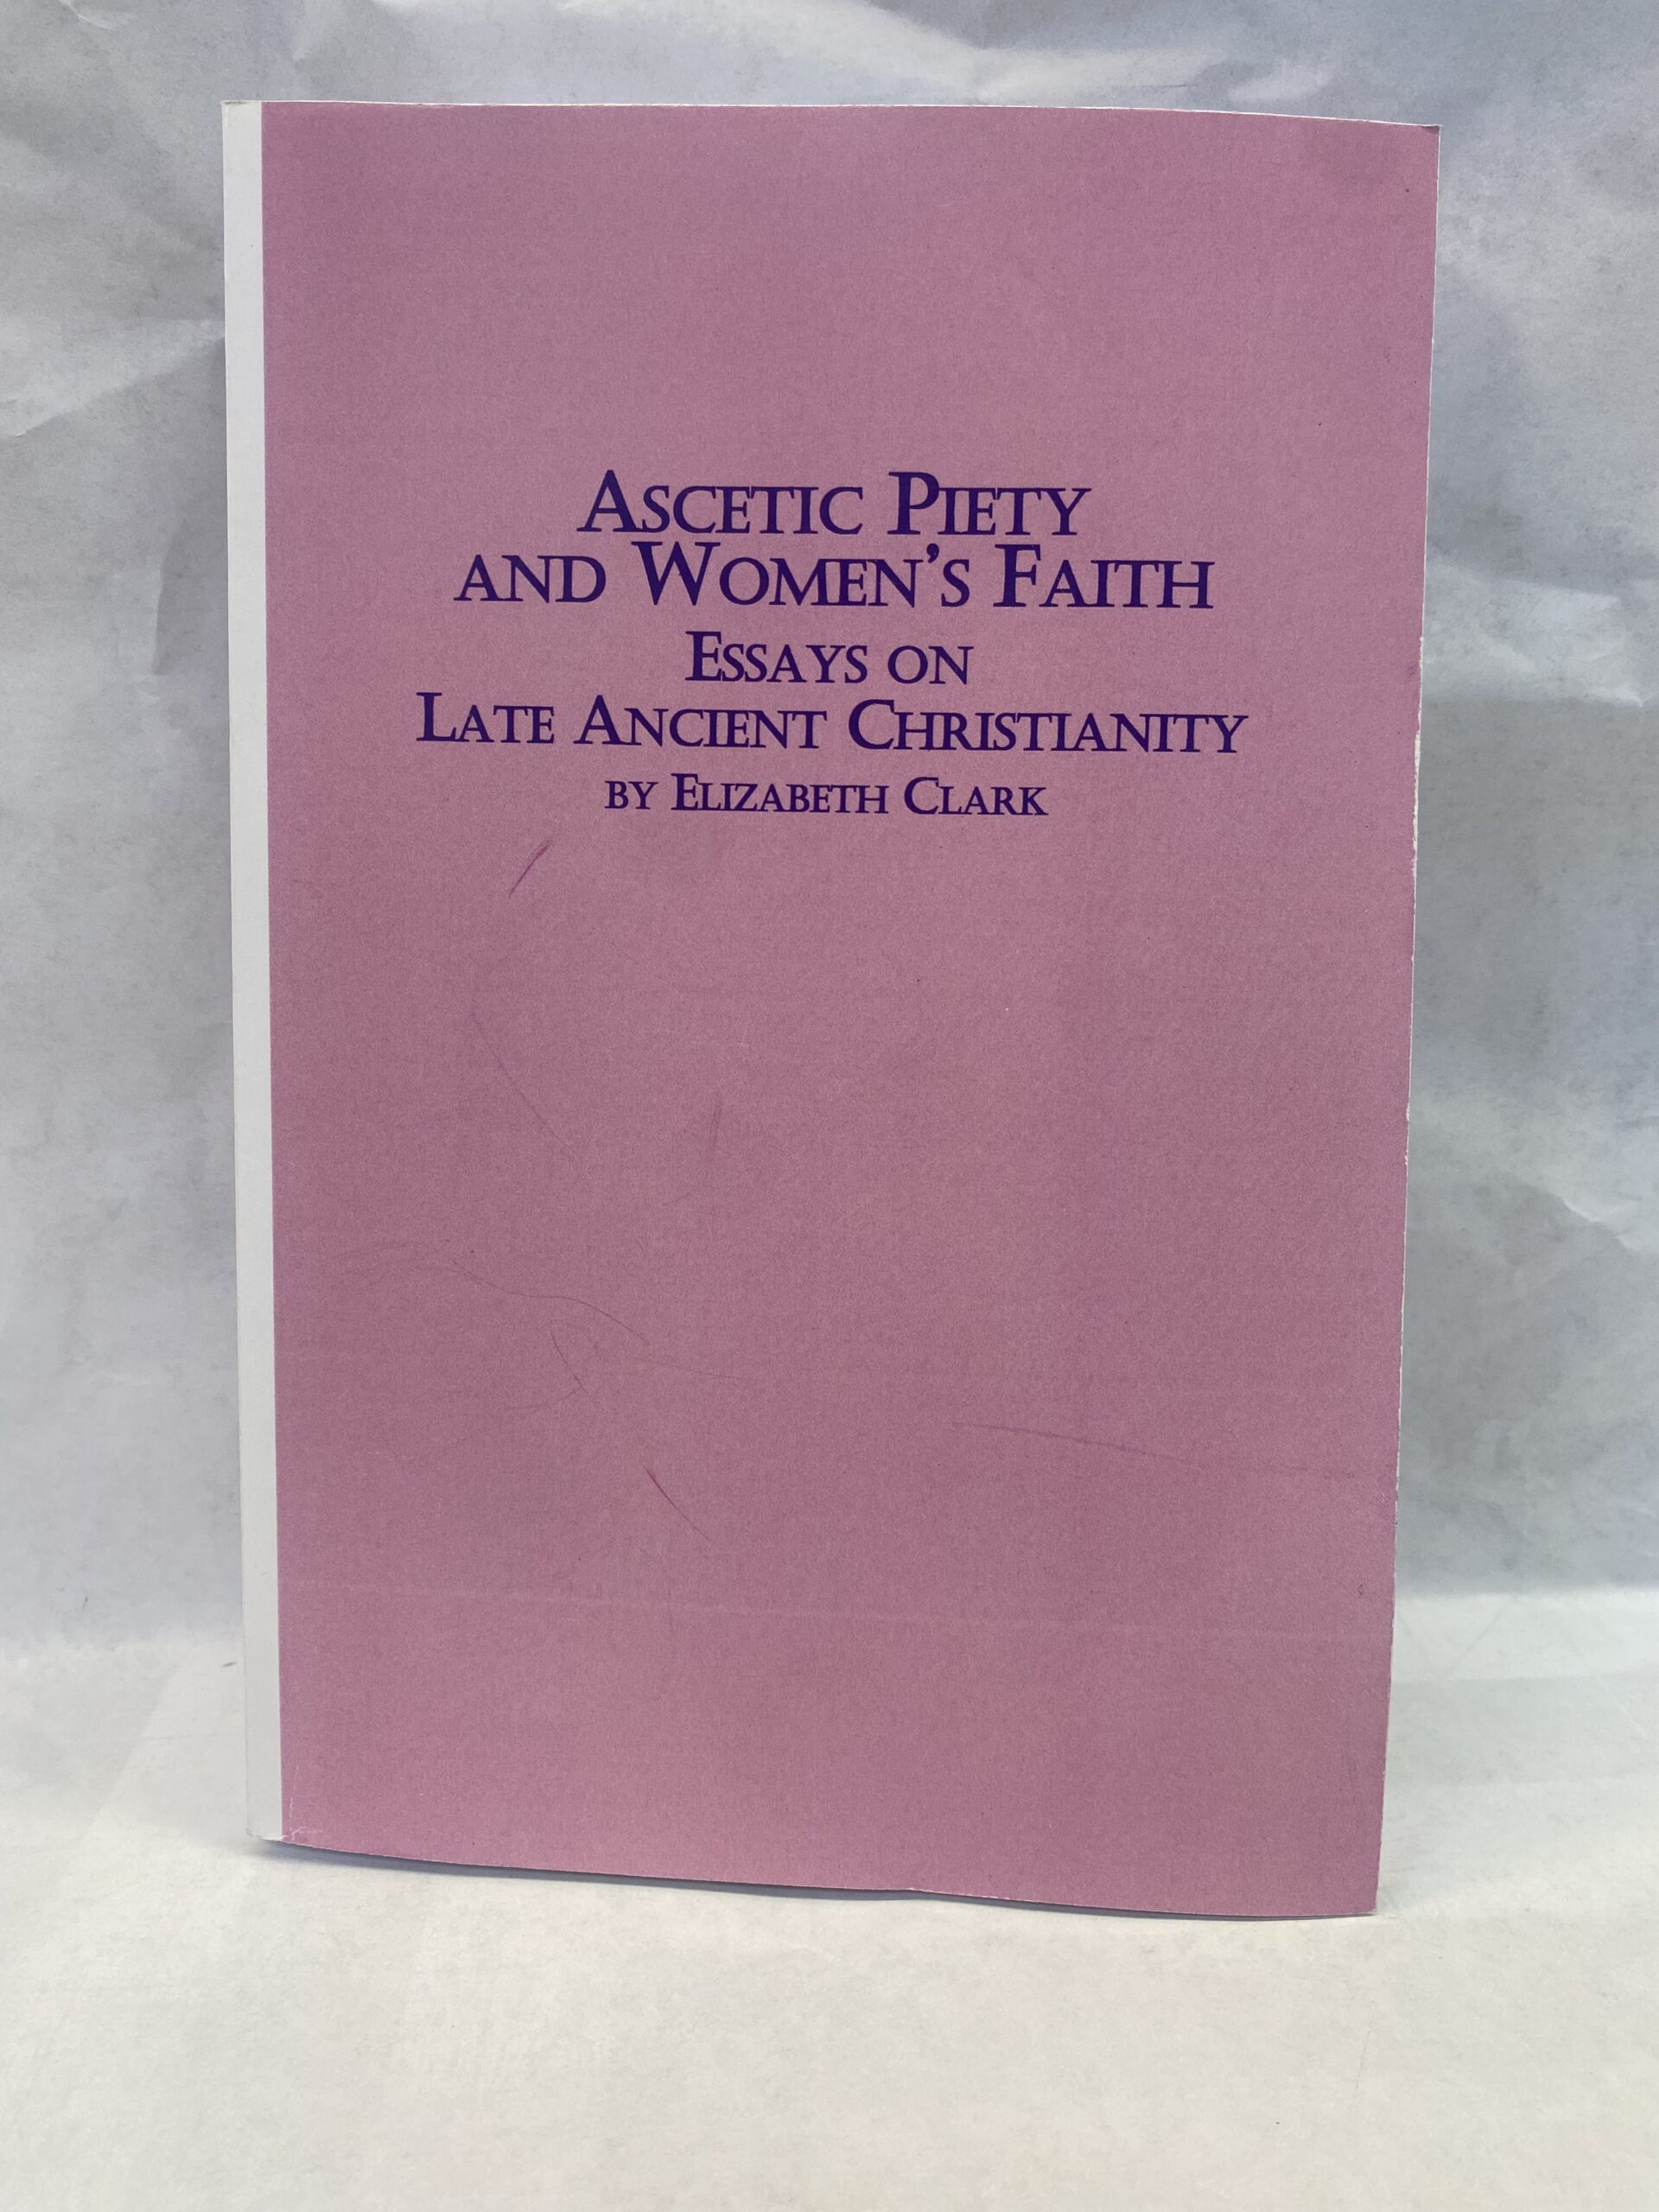 Ascetic Piety
and Women’s Faith
Essays on
Late Ancient Christianity
by Elizabeth Clark